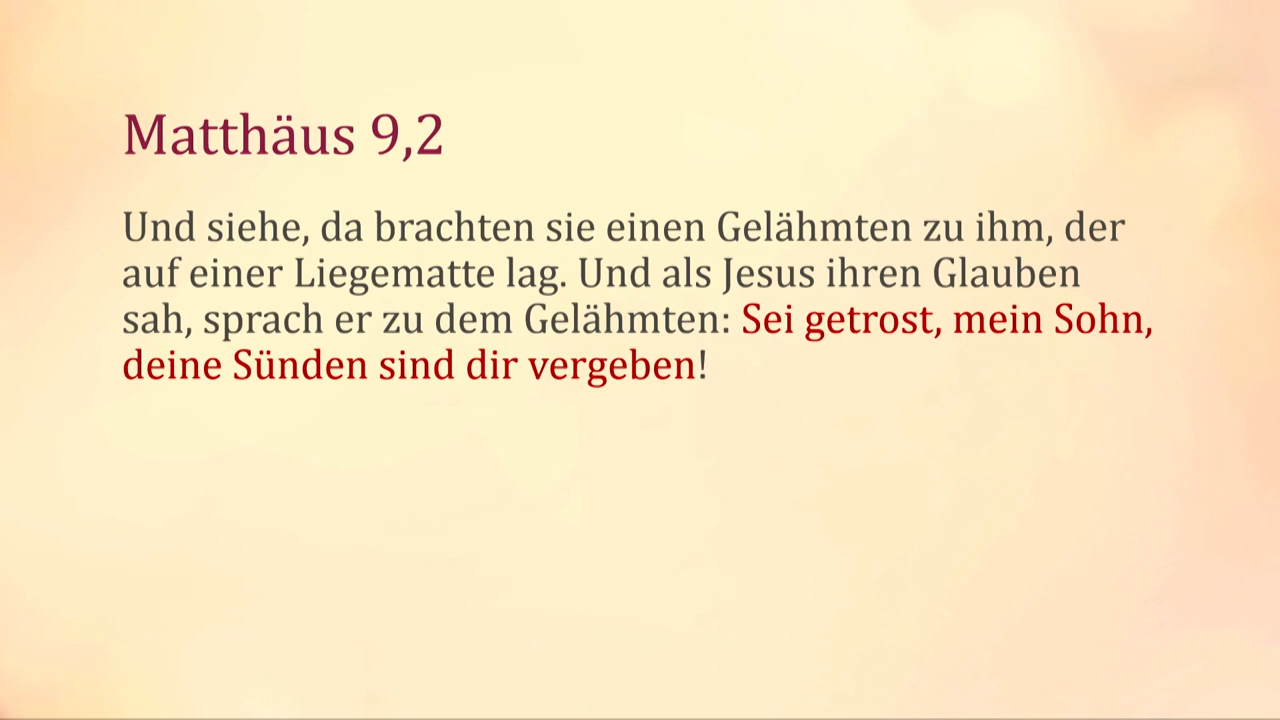 Matthäus 9,2
Und siehe, da brachten sie einen Gelähmten zu ihm, der
auf einer Liegematte lag. Und als Jesus ihren Glauben
sah, sprach er zu dem Gelähmten: Sei getrost, mein Sohn,
deine Sünden sind dir vergeben!